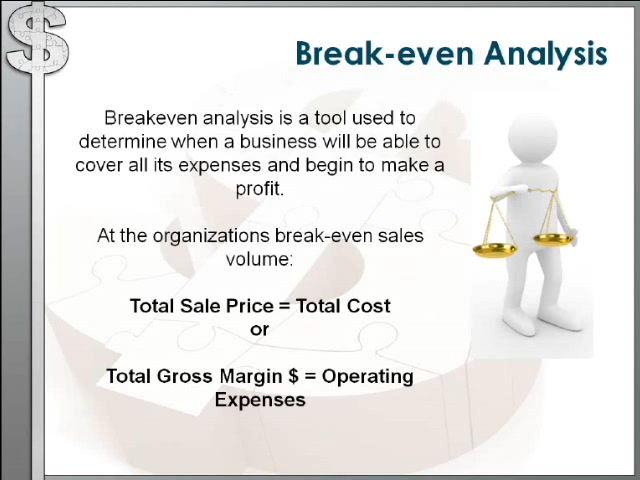 Break-even Analysis
Breakeven analysis is a tool used to
determine when a business will be able to
cover all its expenses and begin to make a
profit.
At the organizations break-even sales
volume:
Total Sale Price = Total Cost
or
Total Gross Margin $ = Operating
Expenses